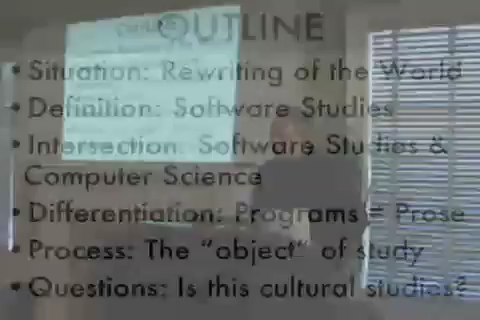 OUTLINE
• Situation: Rewriting of the World
• Definition: Software Studies
• Intersection: Software Studies &
Computer Science
• Differentiation: Programs ≠ Prose
• Process: The "object" of study
• Questions: Is this cultural studies?